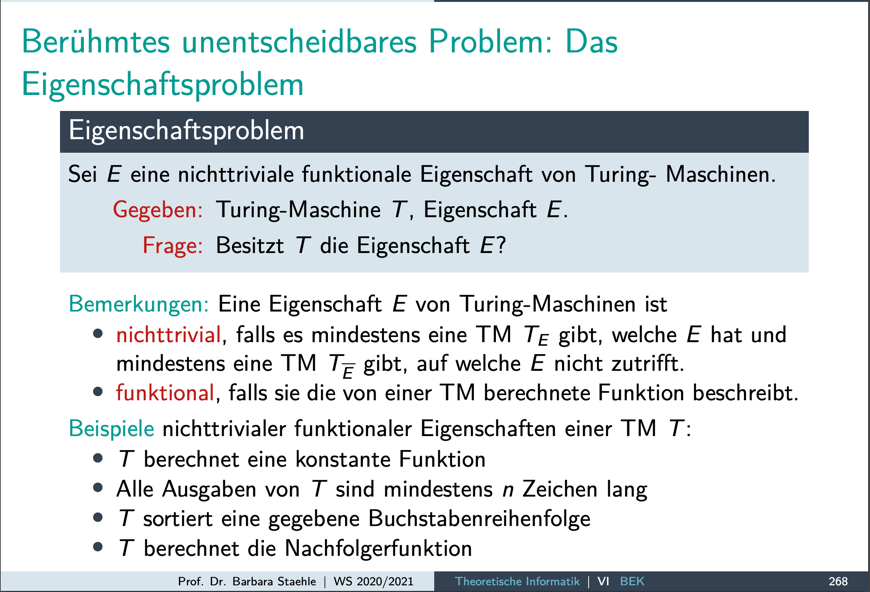 Berühmtes unentscheidbares Problem: Das
Eigenschaftsproblem
Eigenschaftsproblem
Sei E eine nichttriviale funktionale Eigenschaft von Turing- Maschinen.
Gegeben: Turing-Maschine T, Eigenschaft E.
Frage: Besitzt T die Eigenschaft E?
Bemerkungen: Eine Eigenschaft E von Turing-Maschinen ist
• nichttrivial, falls es mindestens eine TM T_E gibt, welche E hat und
mindestens eine TM T_E̅ gibt, auf welche E nicht zutrifft.
• funktional, falls sie die von einer TM berechnete Funktion beschreibt.
Beispiele nichttrivialer funktionaler Eigenschaften einer TM T:
• T berechnet eine konstante Funktion
• Alle Ausgaben von T sind mindestens n Zeichen lang
• T sortiert eine gegebene Buchstabenreihenfolge
• T berechnet die Nachfolgerfunktion
Prof. Dr. Barbara Staehle | WS 2020/2021 Theoretische Informatik | VI BEK 268